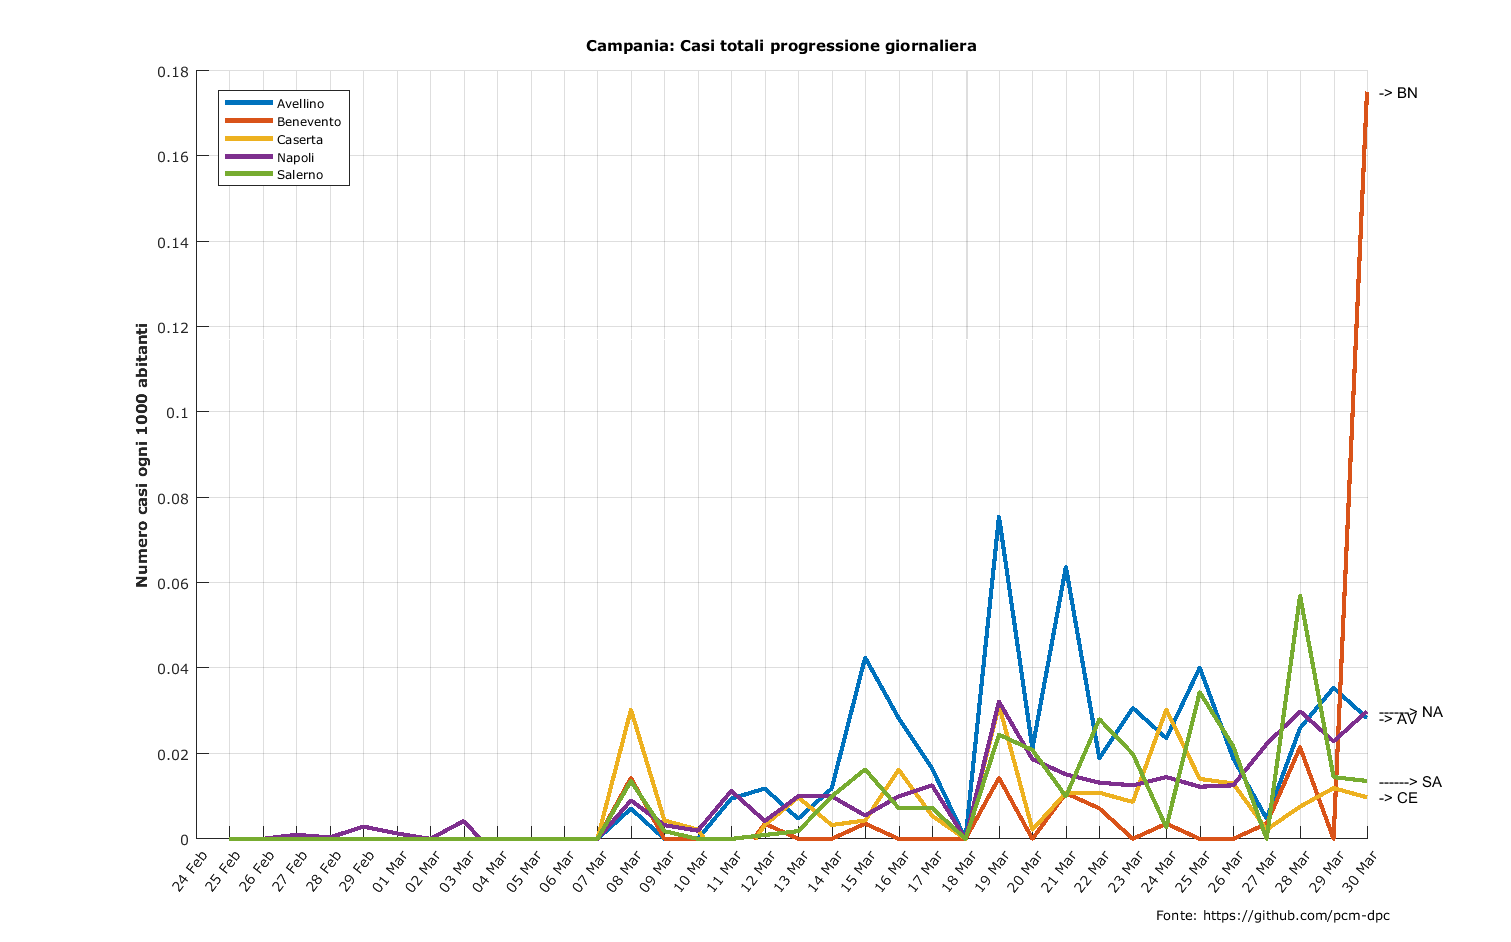 Campania: Casi totali progressione giornaliera
Numero casi ogni 1000 abitanti
0.18
0.16
0.14
0.12
0.1
0.08
0.06
0.04
0.02
0
Avellino
Benevento
Caserta
Napoli
Salerno
-> BN
------> NA
-> AV
------> SA
-> CE
24 Feb
25 Feb
26 Feb
27 Feb
28 Feb
29 Feb
01 Mar
02 Mar
03 Mar
04 Mar
05 Mar
06 Mar
07 Mar
08 Mar
09 Mar
10 Mar
11 Mar
12 Mar
13 Mar
14 Mar
15 Mar
16 Mar
17 Mar
18 Mar
19 Mar
20 Mar
21 Mar
22 Mar
23 Mar
24 Mar
25 Mar
26 Mar
27 Mar
28 Mar
29 Mar
30 Mar
Fonte: https://github.com/pcm-dpc